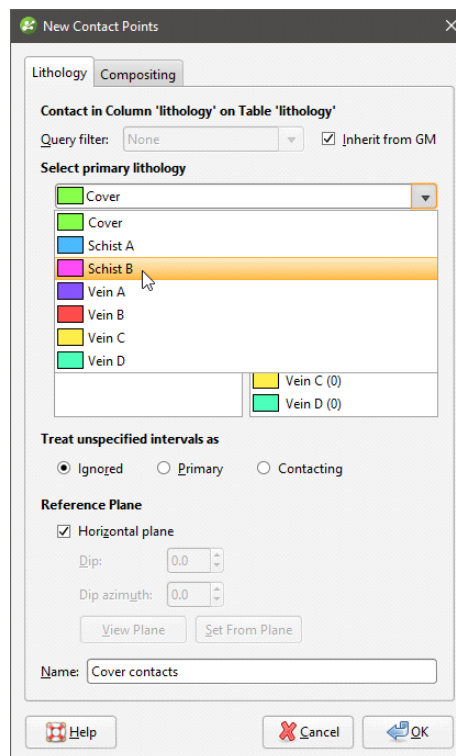 New Contact Points
Lithology Compositing
Contact in Column 'lithology' on Table 'lithology'
Query filter: None Inherit from GM
Select primary lithology
Cover
Cover
Schist A
Schist B
Vein A
Vein B
Vein C
Vein D
Vein C (0)
Vein D (0)
Treat unspecified intervals as
Ignored Primary Contacting
Reference Plane
Horizontal plane
Dip: 0.0
Dip azimuth: 0.0
View Plane Set From Plane
Name: Cover contacts
Help Cancel OK